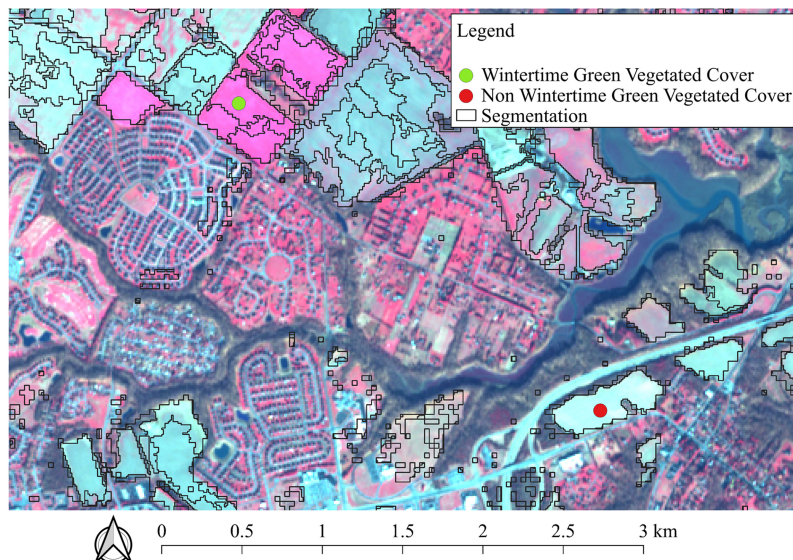 Legend
Wintertime Green Vegetated Cover
Non Wintertime Green Vegetated Cover
Segmentation
0 0.5 1 1.5 2 2.5 3 km